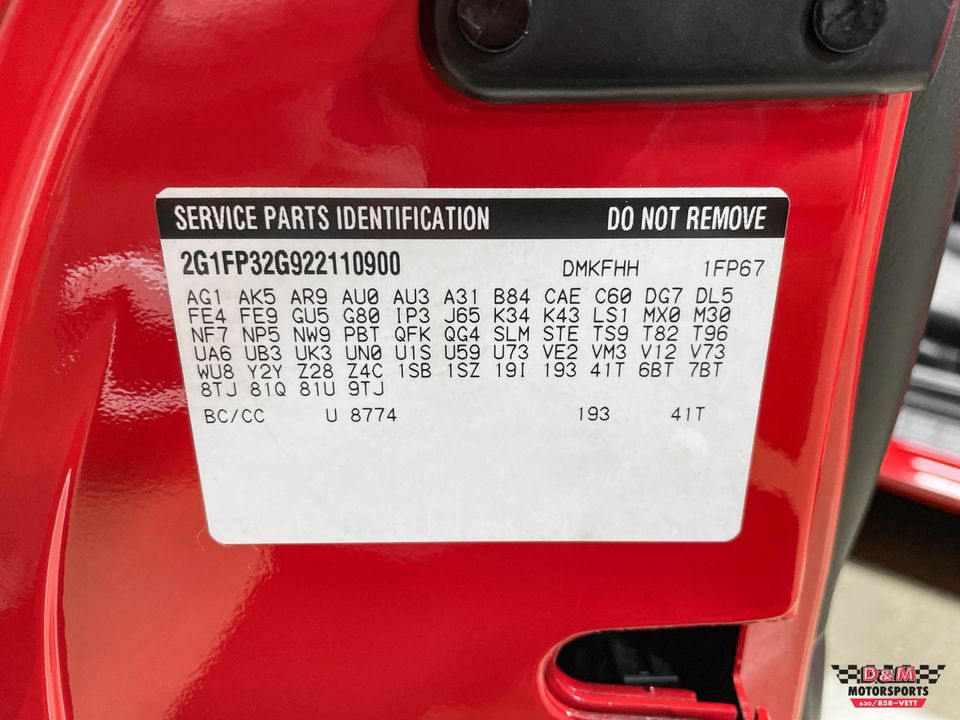 SERVICE PARTS IDENTIFICATION DO NOT REMOVE
2G1FP32G922110900 DMKFHH 1FP67
AG1 AK5 AR9 AU0 AU3 A31 B84 CAE C60 DG7 DL5
FE4 FE9 GU5 G80 IP3 J65 K34 K43 LS1 MX0 M30
NF7 NP5 NW9 PBT QFK QG4 SLM STE TS9 T82 T96
UA6 UB3 UK3 UN0 U1S U59 U73 VE2 VM3 V12 V73
WU8 Y2Y Z28 Z4C 1SB 1SZ 19I 193 41T 6BT 7BT
8TJ 81Q 81U 9TJ
BC/CC U 8774 193 41T
D&M
MOTORSPORTS
630/858-VETT